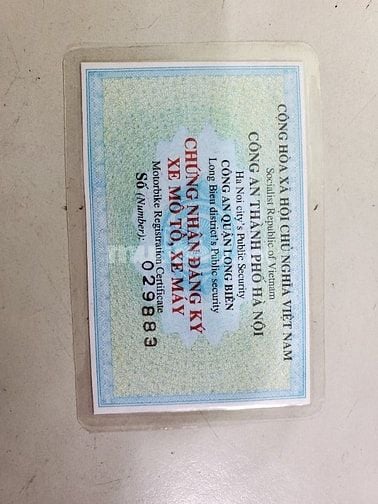 CỘNG HÒA XÃ HỘI CHỦ NGHĨA VIỆT NAM
Socialist Republic of Vietnam
CÔNG AN THÀNH PHỐ HÀ NỘI
Ha Noi city's Public Security
CÔNG AN QUẬN LONG BIÊN
Long Bien district's Public security
CHỨNG NHẬN ĐĂNG KÝ
XE MÔ TÔ, XE MÁY
Motorbike Registration Certificate
Số (Number): 029883